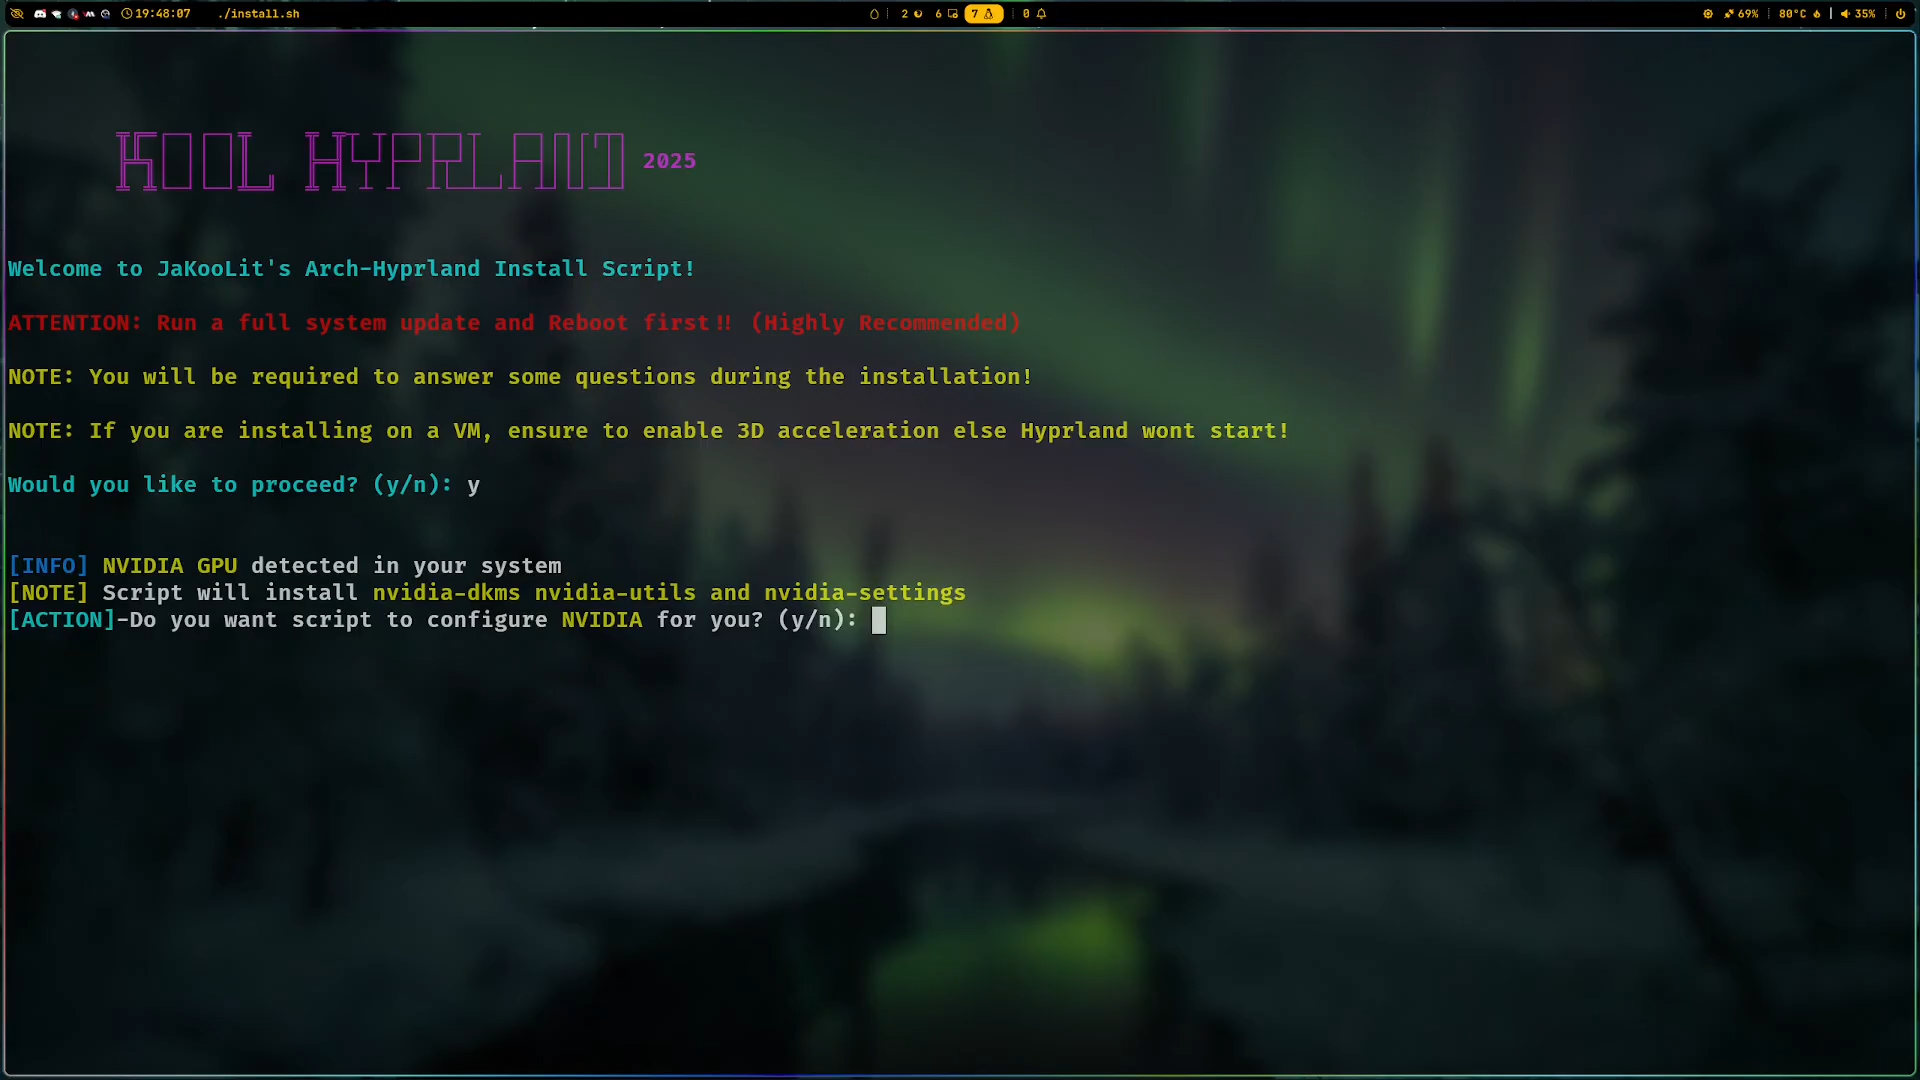 19:48:07 ./install.sh 2 6 7 0 69% 80°C 35%
KOOL HYPRLAND 2025
Welcome to JaKooLit's Arch-Hyprland Install Script!
ATTENTION: Run a full system update and Reboot first!! (Highly Recommended)
NOTE: You will be required to answer some questions during the installation!
NOTE: If you are installing on a VM, ensure to enable 3D acceleration else Hyprland wont start!
Would you like to proceed? (y/n): y
[INFO] NVIDIA GPU detected in your system
[NOTE] Script will install nvidia-dkms nvidia-utils and nvidia-settings
[ACTION]-Do you want script to configure NVIDIA for you? (y/n):